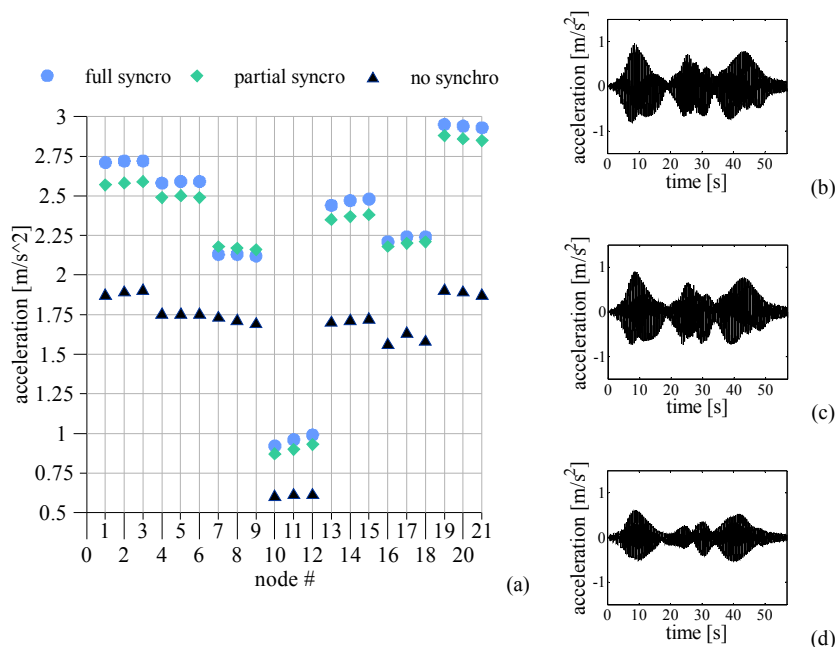 full syncro partial syncro no synchro
acceleration [m/s^2]
3
2.75
2.5
2.25
2
1.75
1.5
1.25
1
0.75
0.5
1 3 5 7 9 11 13 15 17 19 21
0 2 4 6 8 10 12 14 16 18 20
node #
(a)
acceleration [m/s²]
1
0
-1
0 10 20 30 40 50
time [s]
(b)
acceleration [m/s²]
1
0
-1
0 10 20 30 40 50
time [s]
(c)
acceleration [m/s²]
1
0
-1
0 10 20 30 40 50
time [s]
(d)